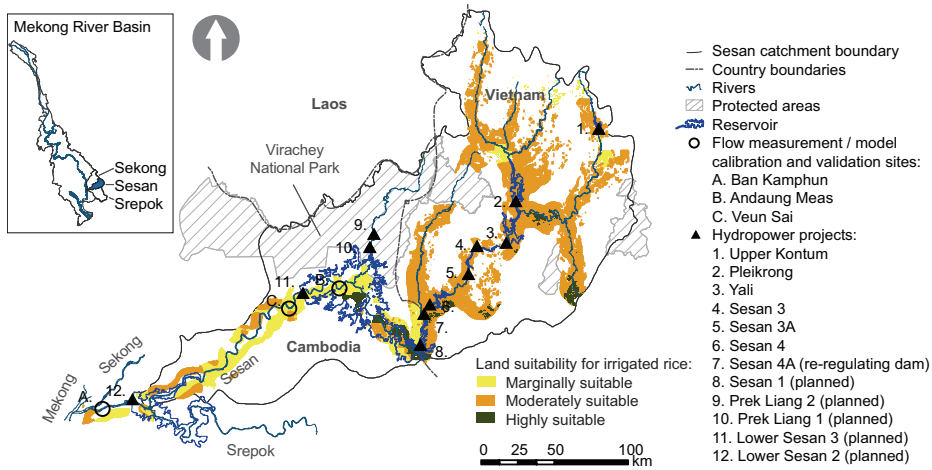 Mekong River Basin
Sekong
Sesan
Srepok
Laos
Vietnam
Virachey
National Park
1.
2.
3.
4.
5.
6.
7.
8.
9.
10.
11.
B.
C.
Cambodia
Sesan
Sekong
Mekong
A.
12.
Srepok
Land suitability for irrigated rice:
Marginally suitable
Moderately suitable
Highly suitable
0 50 100
km
Sesan catchment boundary
Country boundaries
Rivers
Protected areas
Reservoir
Flow measurement / model
calibration and validation sites:
A. Ban Kamphun
B. Andaung Meas
C. Veun Sai
Hydropower projects:
1. Upper Kontum
2. Pleikrong
3. Yali
4. Sesan 3
5. Sesan 3A
6. Sesan 4
7. Sesan 4A (re-regulating dam)
8. Sesan 1 (planned)
9. Prek Liang 2 (planned)
10. Prek Liang 1 (planned)
11. Lower Sesan 3 (planned)
12. Lower Sesan 2 (planned)